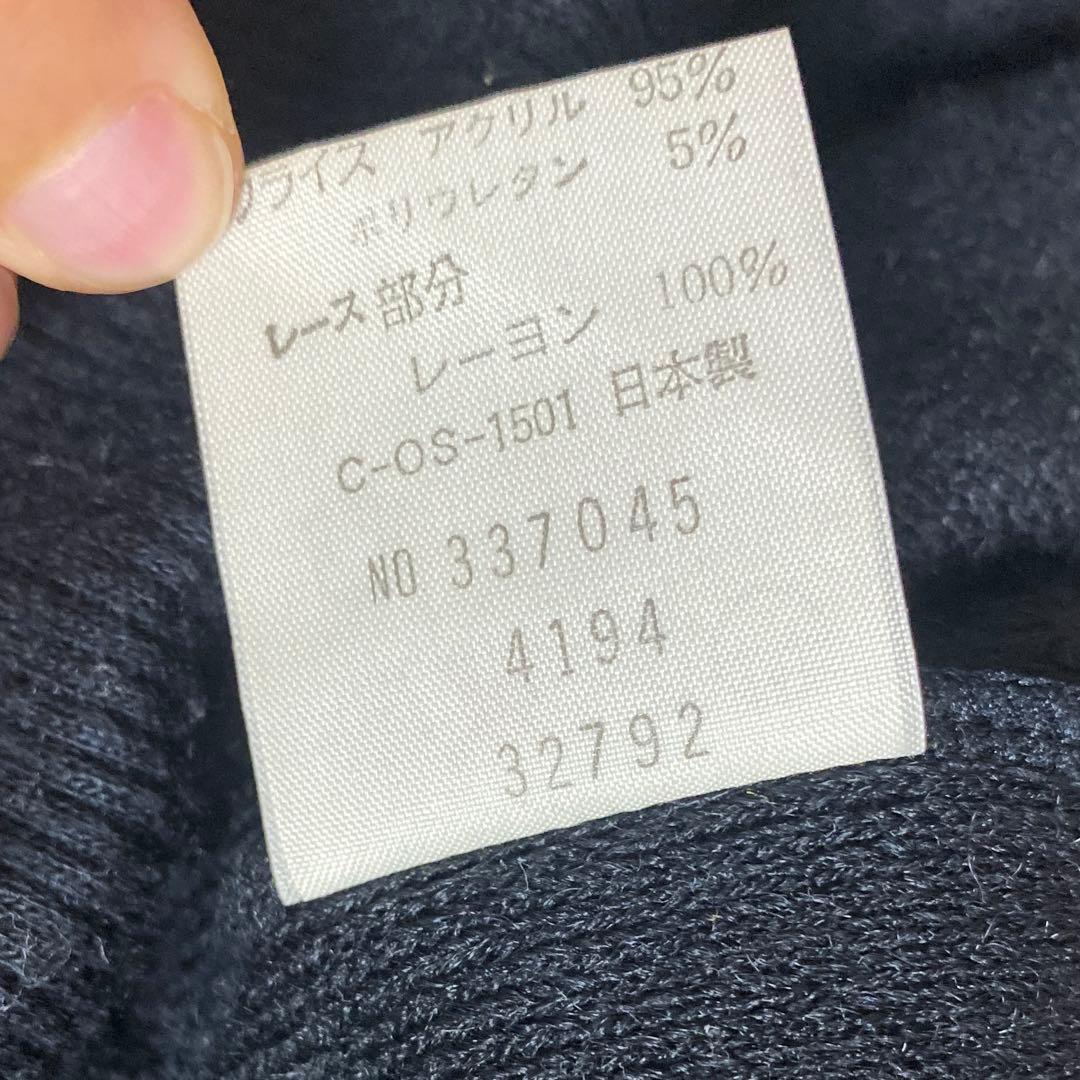 フライス アクリル 95%
ポリウレタン 5%
レース部分
レーヨン 100%
C-OS-1501 日本製
NO 337045
4194
32792